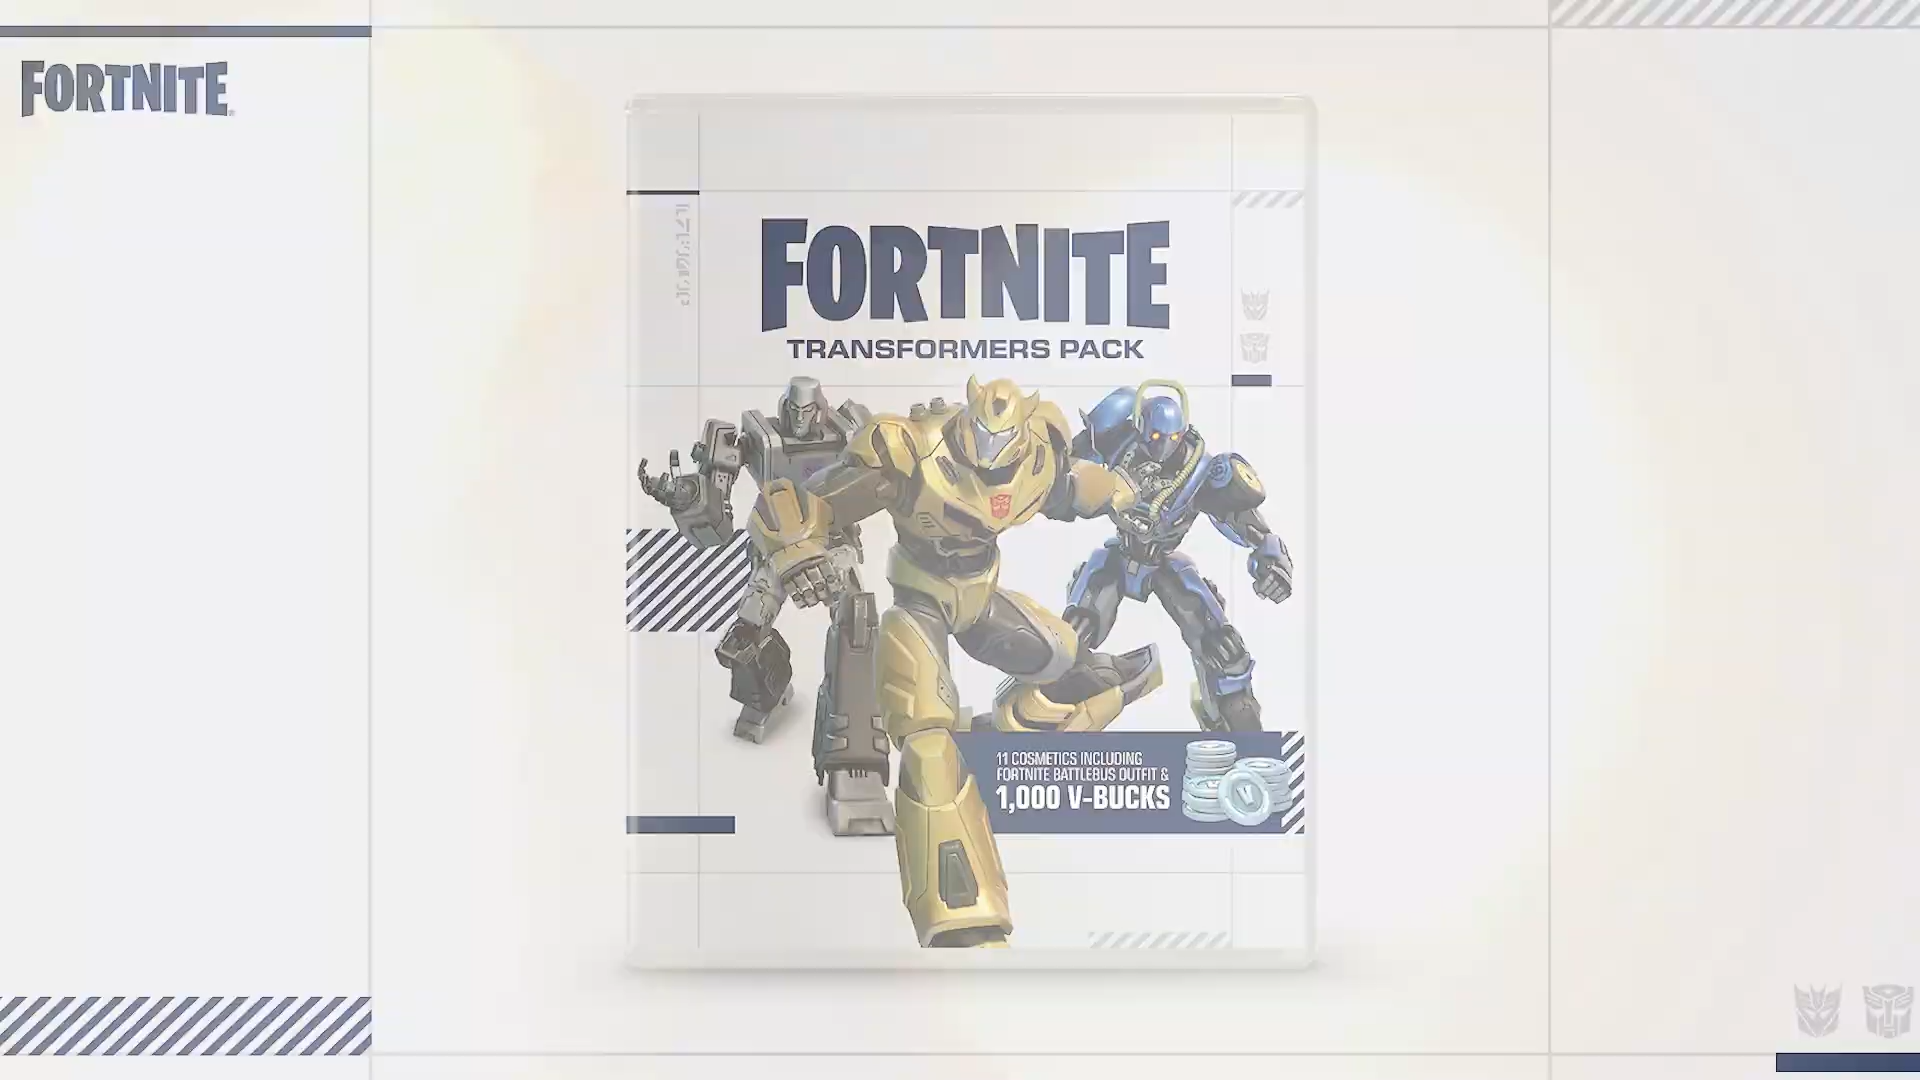 FORTNITE
FORTNITE
TRANSFORMERS PACK
11 COSMETICS INCLUDING
FORTNITE BATTLEBUS OUTFIT &
1,000 V-BUCKS